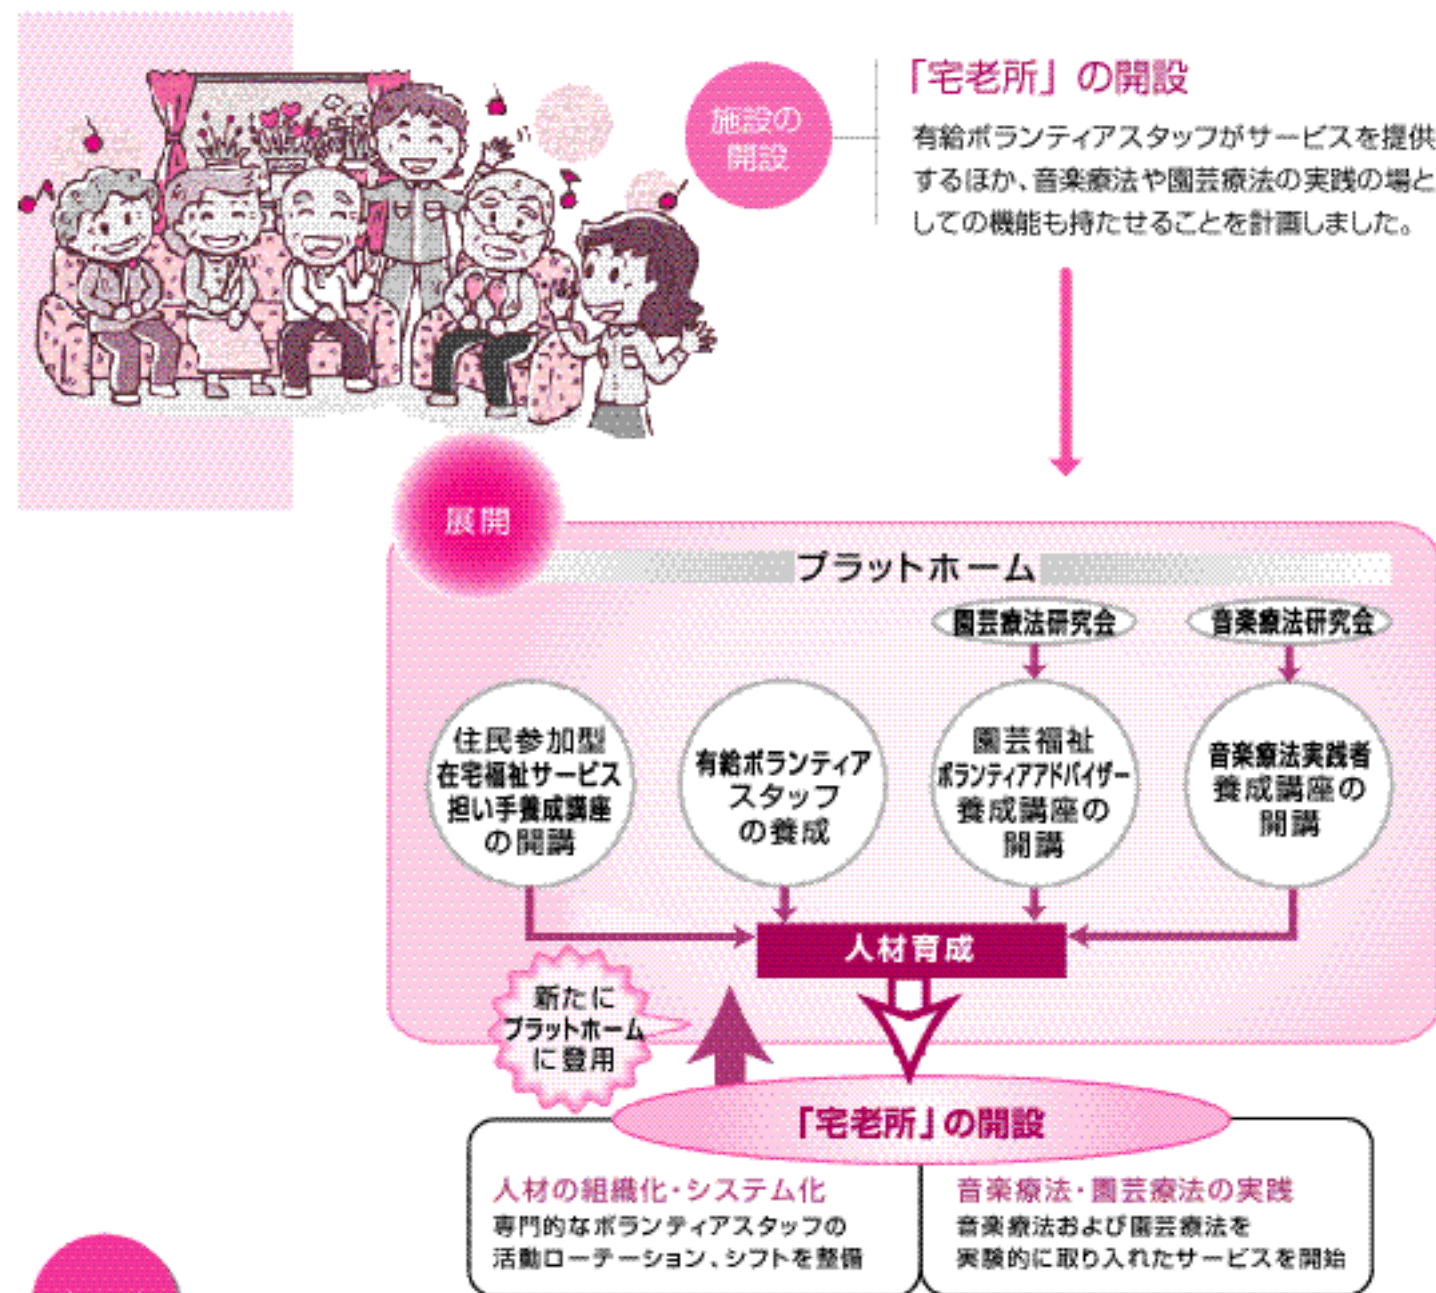 施設の
開設
「宅老所」の開設
有給ボランティアスタッフがサービスを提供
するほか、音楽療法や園芸療法の実践の場と
しての機能も持たせることを計画しました。
展開
プラットホーム
園芸療法研究会
音楽療法研究会
住民参加型
在宅福祉サービス
担い手養成講座
の開講
有給ボランティア
スタッフ
の養成
園芸福祉
ボランティアアドバイザー
養成講座の
開講
音楽療法実践者
養成講座の
開講
人材育成
新たに
プラットホーム
に登用
「宅老所」の開設
人材の組織化・システム化
専門的なボランティアスタッフの
活動ローテーション、シフトを整備
音楽療法・園芸療法の実践
音楽療法および園芸療法を
実験的に取り入れたサービスを開始